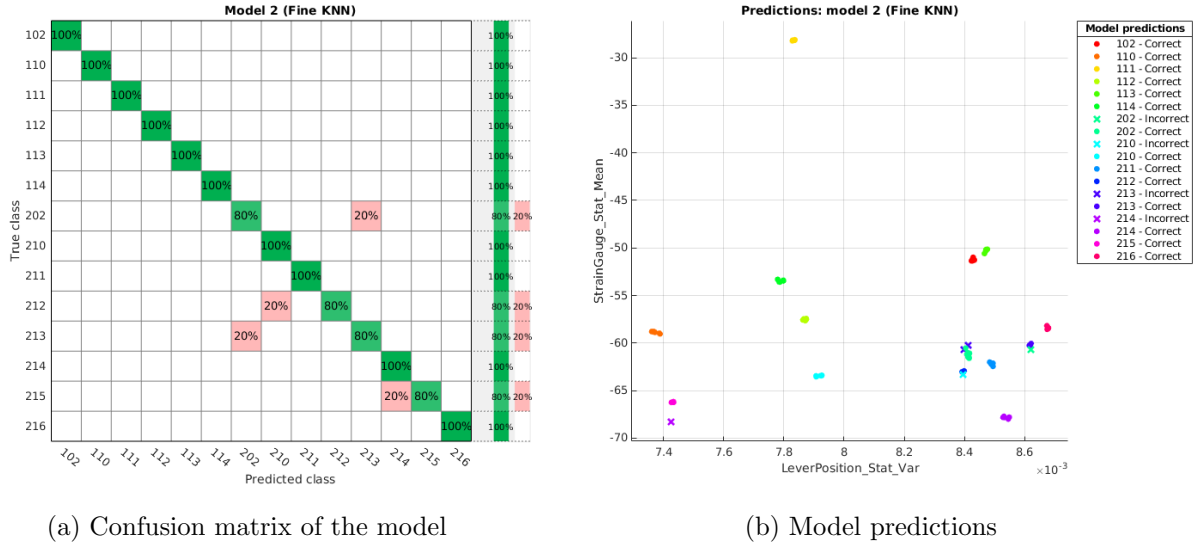 Model 2 (Fine KNN)
True class
102
110
111
112
113
114
202
210
211
212
213
214
215
216
100%
100%
100%
100%
100%
100%
80% 20%
100%
100%
20% 80%
20% 80%
100%
20% 80%
100%
100%
100%
100%
100%
100%
100%
80% 20%
100%
100%
80% 20%
80% 20%
100%
80% 20%
100%
102 110 111 112 113 114 202 210 211 212 213 214 215 216
Predicted class
(a) Confusion matrix of the model
Predictions: model 2 (Fine KNN)
StrainGauge_Stat_Mean
-30
-35
-40
-45
-50
-55
-60
-65
-70
7.4 7.6 7.8 8 8.2 8.4 8.6
×10⁻³
LeverPosition_Stat_Var
Model predictions
102 - Correct
110 - Correct
111 - Correct
112 - Correct
113 - Correct
114 - Correct
202 - Incorrect
202 - Correct
210 - Incorrect
210 - Correct
211 - Correct
212 - Correct
213 - Incorrect
213 - Correct
214 - Incorrect
214 - Correct
215 - Correct
216 - Correct
(b) Model predictions